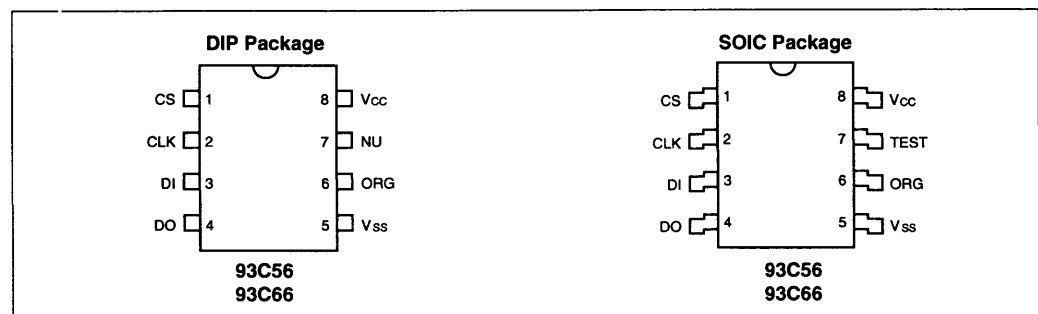 DIP Package
CS 1 8 Vcc
CLK 2 7 NU
DI 3 6 ORG
DO 4 5 Vss
93C56
93C66
SOIC Package
CS 1 8 Vcc
CLK 2 7 TEST
DI 3 6 ORG
DO 4 5 Vss
93C56
93C66